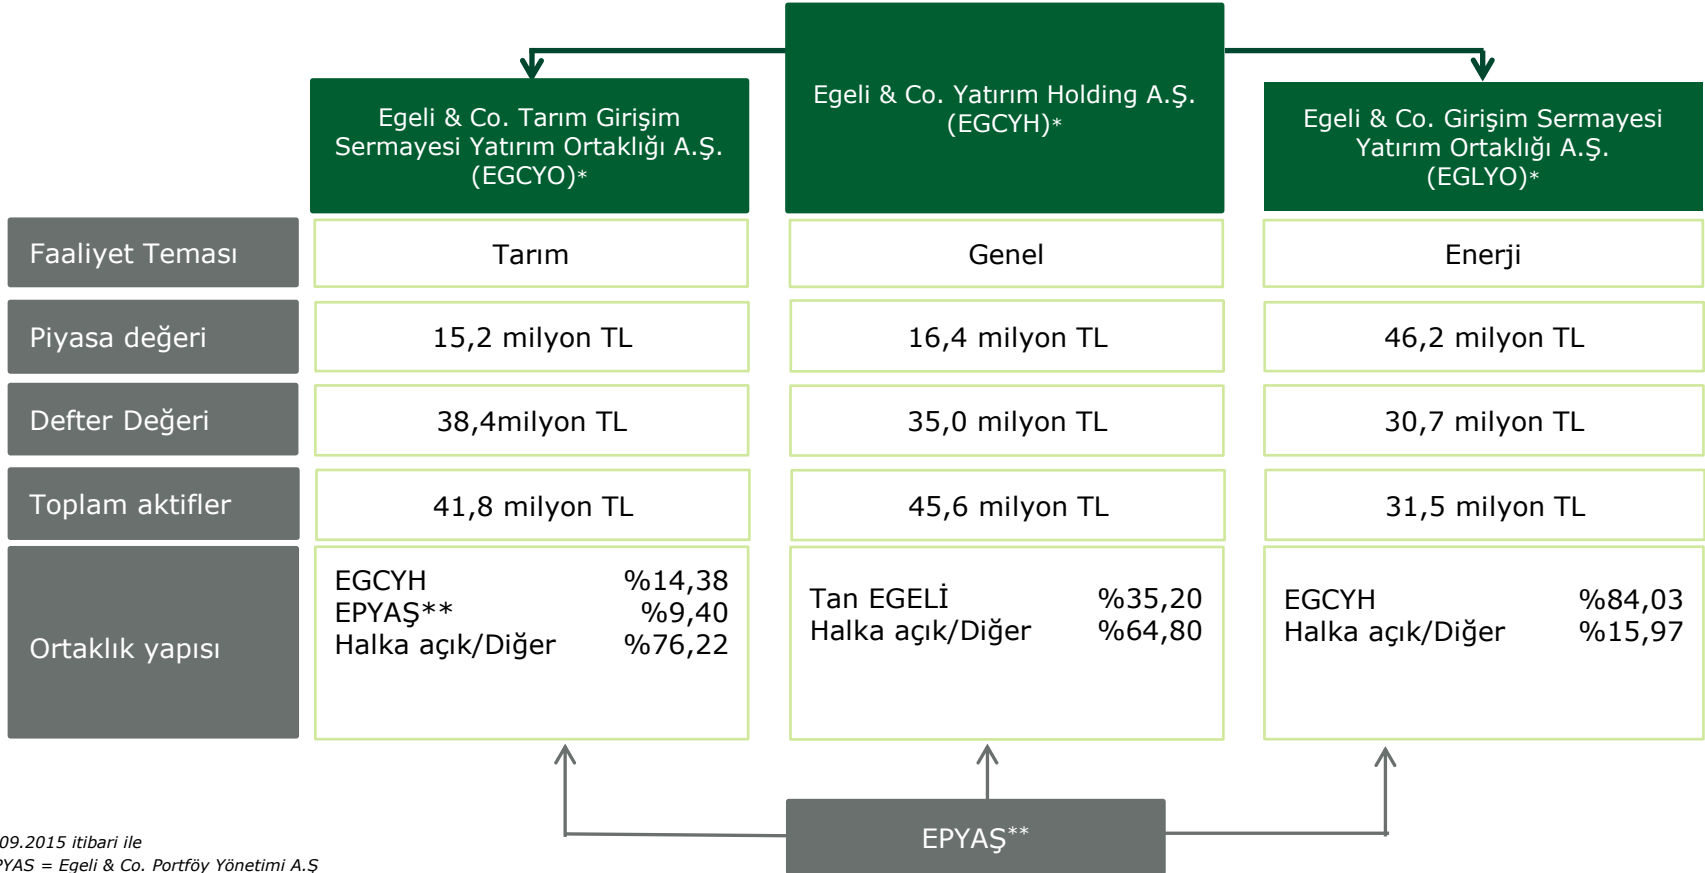 Egeli & Co. Yatırım Holding A.Ş.
(EGCYH)*
Egeli & Co. Tarım Girişim
Sermayesi Yatırım Ortaklığı A.Ş.
(EGCYO)*
Egeli & Co. Girişim Sermayesi
Yatırım Ortaklığı A.Ş.
(EGLYO)*
Faaliyet Teması Tarım Genel Enerji
Piyasa değeri 15,2 milyon TL 16,4 milyon TL 46,2 milyon TL
Defter Değeri 38,4milyon TL 35,0 milyon TL 30,7 milyon TL
Toplam aktifler 41,8 milyon TL 45,6 milyon TL 31,5 milyon TL
Ortaklık yapısı
EGCYH %14,38
EPYAŞ** %9,40
Halka açık/Diğer %76,22
Tan EGELİ %35,20
Halka açık/Diğer %64,80
EGCYH %84,03
Halka açık/Diğer %15,97
EPYAŞ**
09.2015 itibari ile
PYAS = Egeli & Co. Portföy Yönetimi A.Ş